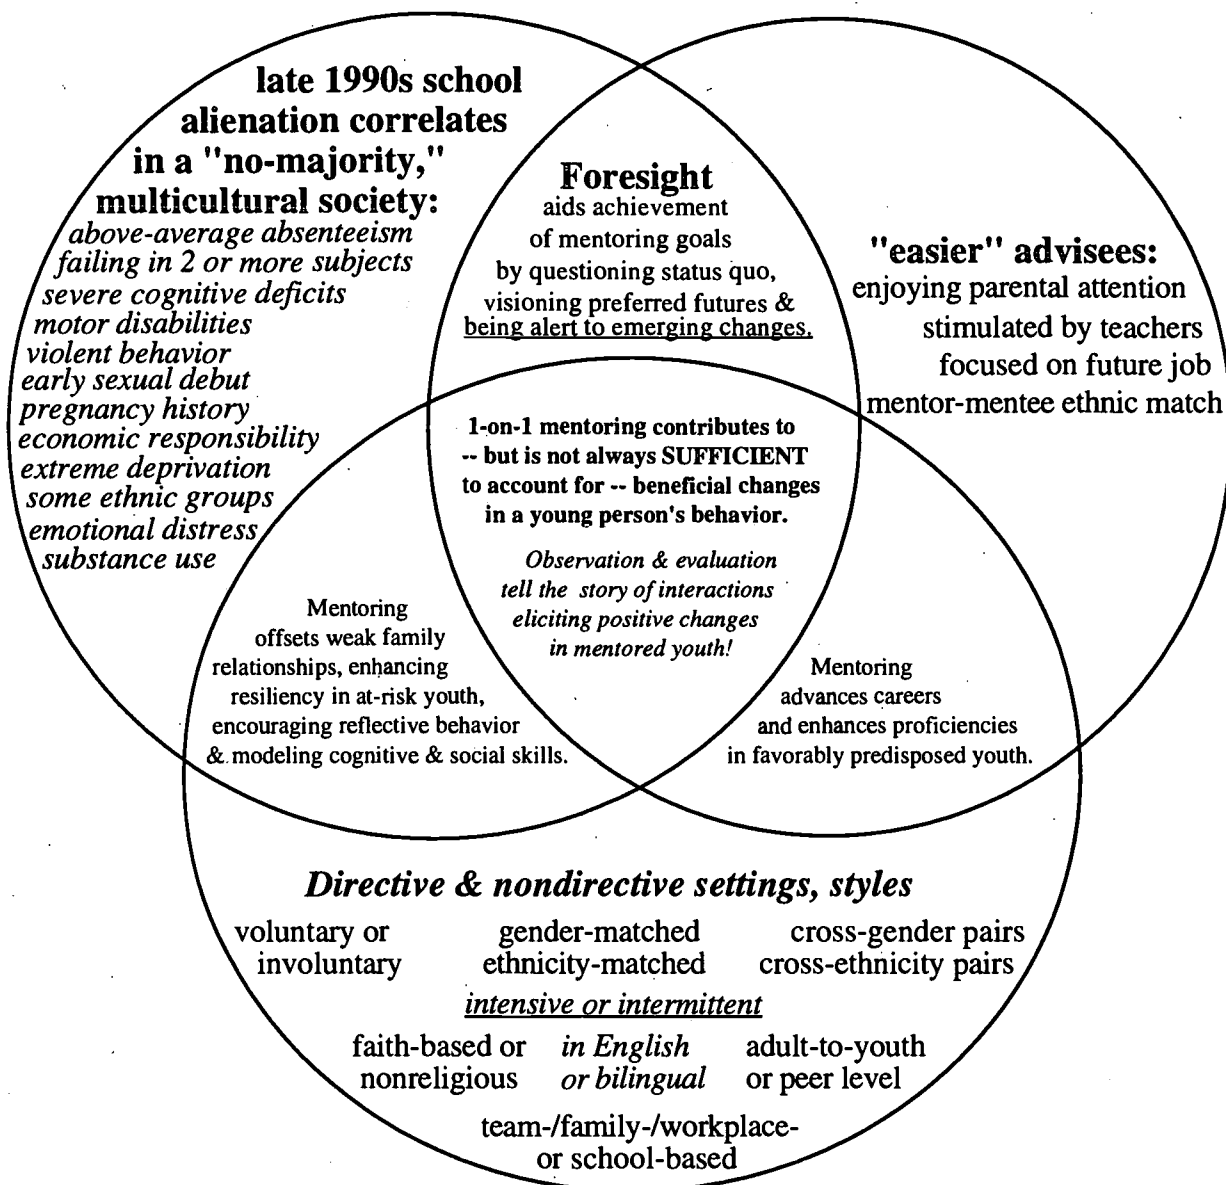 late 1990s school
alienation correlates
in a "no-majority,"
multicultural society:
above-average absenteeism
failing in 2 or more subjects
severe cognitive deficits
motor disabilities
violent behavior
early sexual debut
pregnancy history
economic responsibility
extreme deprivation
some ethnic groups
emotional distress
substance use
Foresight
aids achievement
of mentoring goals
by questioning status quo,
visioning preferred futures &
being alert to emerging changes.
"easier" advisees:
enjoying parental attention
stimulated by teachers
focused on future job
mentor-mentee ethnic match
1-on-1 mentoring contributes to
-- but is not always SUFFICIENT
to account for -- beneficial changes
in a young person's behavior.
Observation & evaluation
tell the story of interactions
eliciting positive changes
in mentored youth!
Mentoring
offsets weak family
relationships, enhancing
resiliency in at-risk youth,
encouraging reflective behavior
& modeling cognitive & social skills.
Mentoring
advances careers
and enhances proficiencies
in favorably predisposed youth.
Directive & nondirective settings, styles
voluntary or
involuntary
gender-matched
ethnicity-matched
cross-gender pairs
cross-ethnicity pairs
intensive or intermittent
faith-based or
nonreligious
in English
or bilingual
adult-to-youth
or peer level
team-/family-/workplace-
or school-based